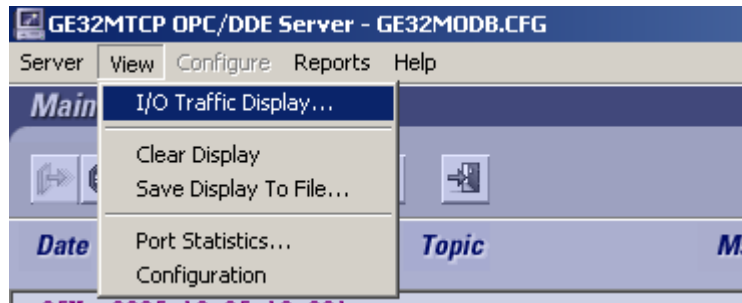 GE32MTCP OPC/DDE Server - GE32MODB.CFG
Server View Configure Reports Help
Main
I/O Traffic Display...
Clear Display
Save Display To File...
Port Statistics...
Configuration
Date Topic